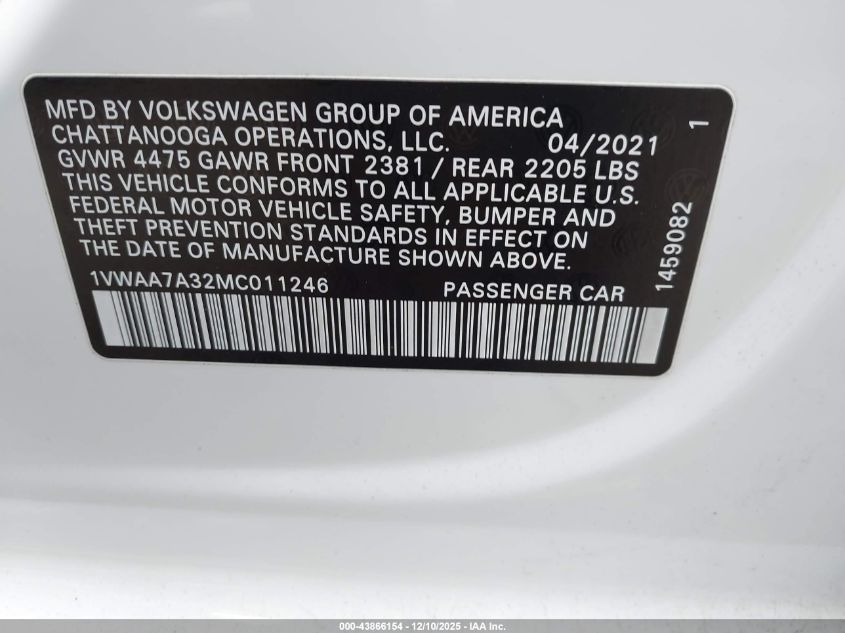 MFD BY VOLKSWAGEN GROUP OF AMERICA
CHATTANOOGA OPERATIONS, LLC. 04/2021
GVWR 4475 GAWR FRONT 2381 / REAR 2205 LBS
THIS VEHICLE CONFORMS TO ALL APPLICABLE U.S.
FEDERAL MOTOR VEHICLE SAFETY, BUMPER AND
THEFT PREVENTION STANDARDS IN EFFECT ON
THE DATE OF MANUFACTURE SHOWN ABOVE.
1VWAA7A32MC011246 PASSENGER CAR
1459082 1
000-43866154 - 12/10/2025 - IAA Inc.